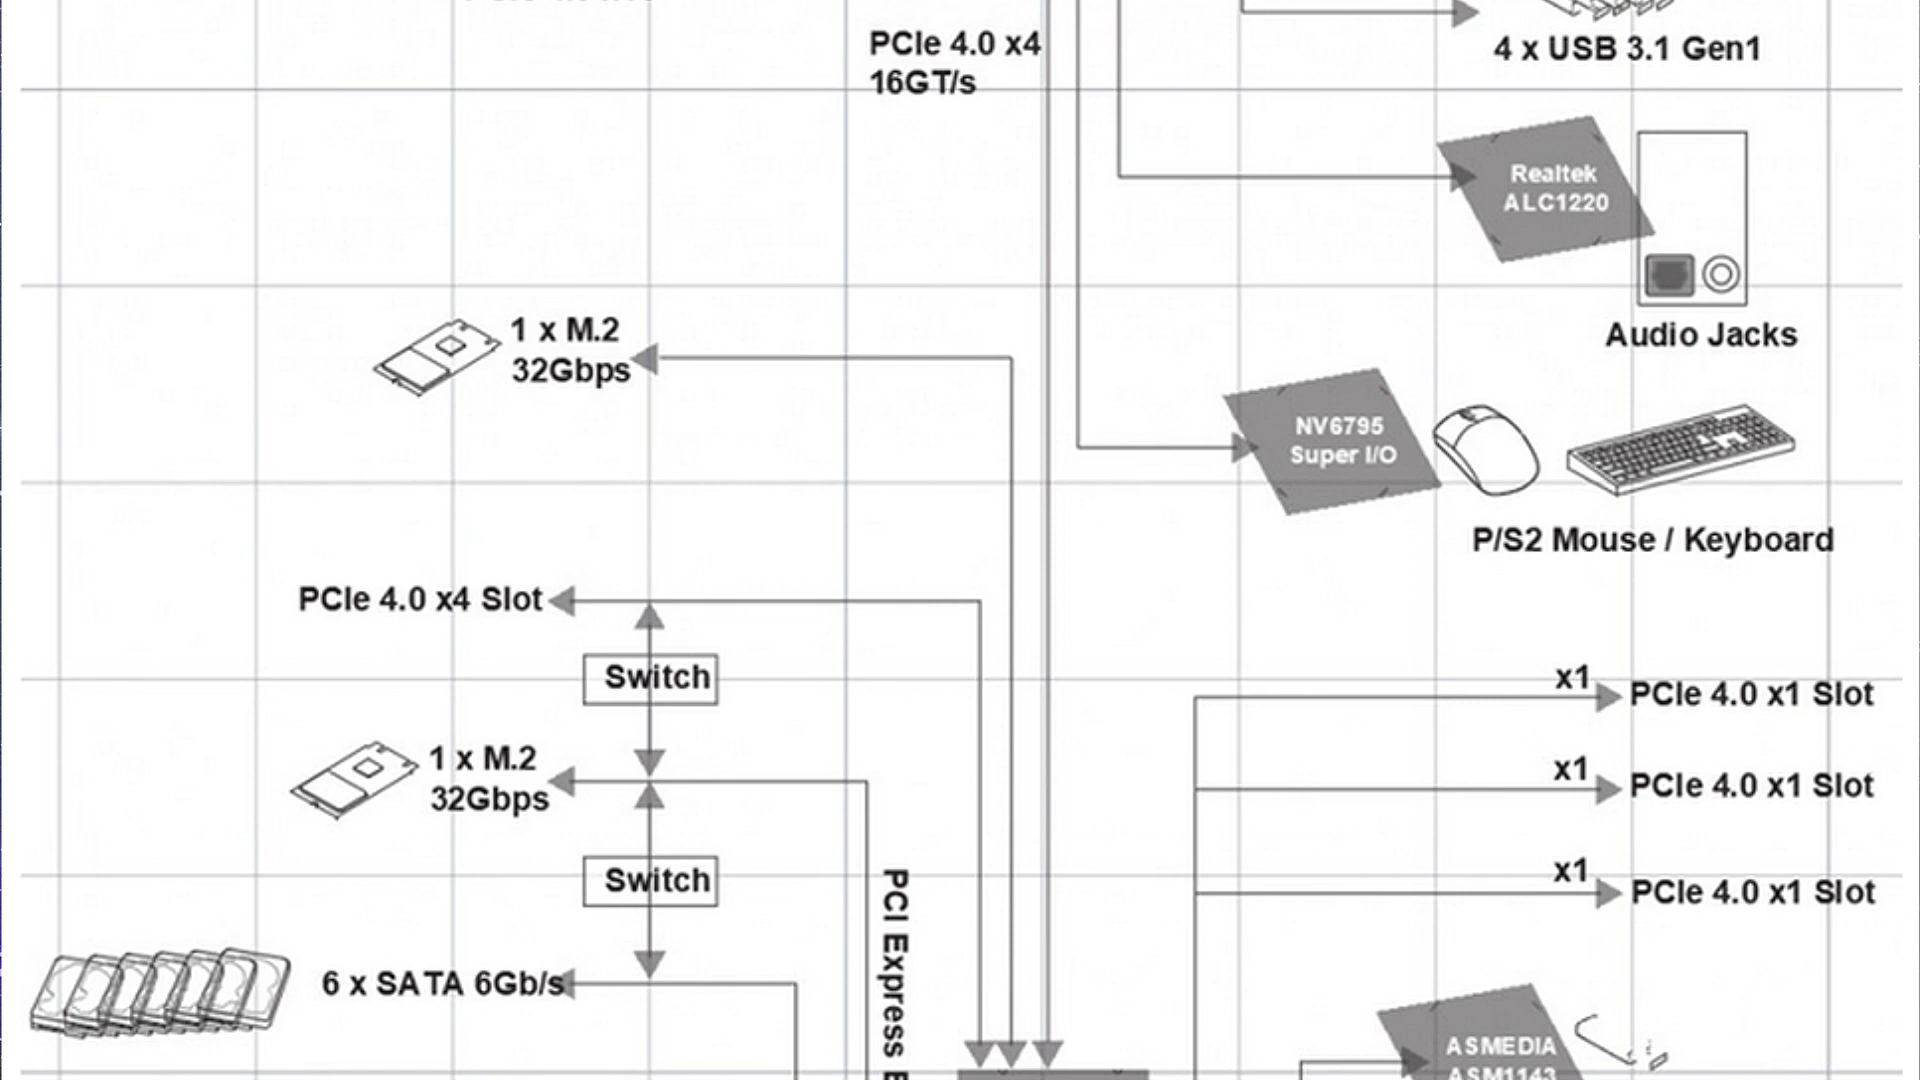 PCIe 4.0 x4
16GT/s
4 x USB 3.1 Gen1
Realtek
ALC1220
Audio Jacks
1 x M.2
32Gbps
NV6795
Super I/O
P/S2 Mouse / Keyboard
PCIe 4.0 x4 Slot
Switch
x1
PCIe 4.0 x1 Slot
1 x M.2
32Gbps
x1
PCIe 4.0 x1 Slot
Switch
x1
PCIe 4.0 x1 Slot
PCI Express
6 x SATA 6Gb/s
ASMEDIA
ASM1143